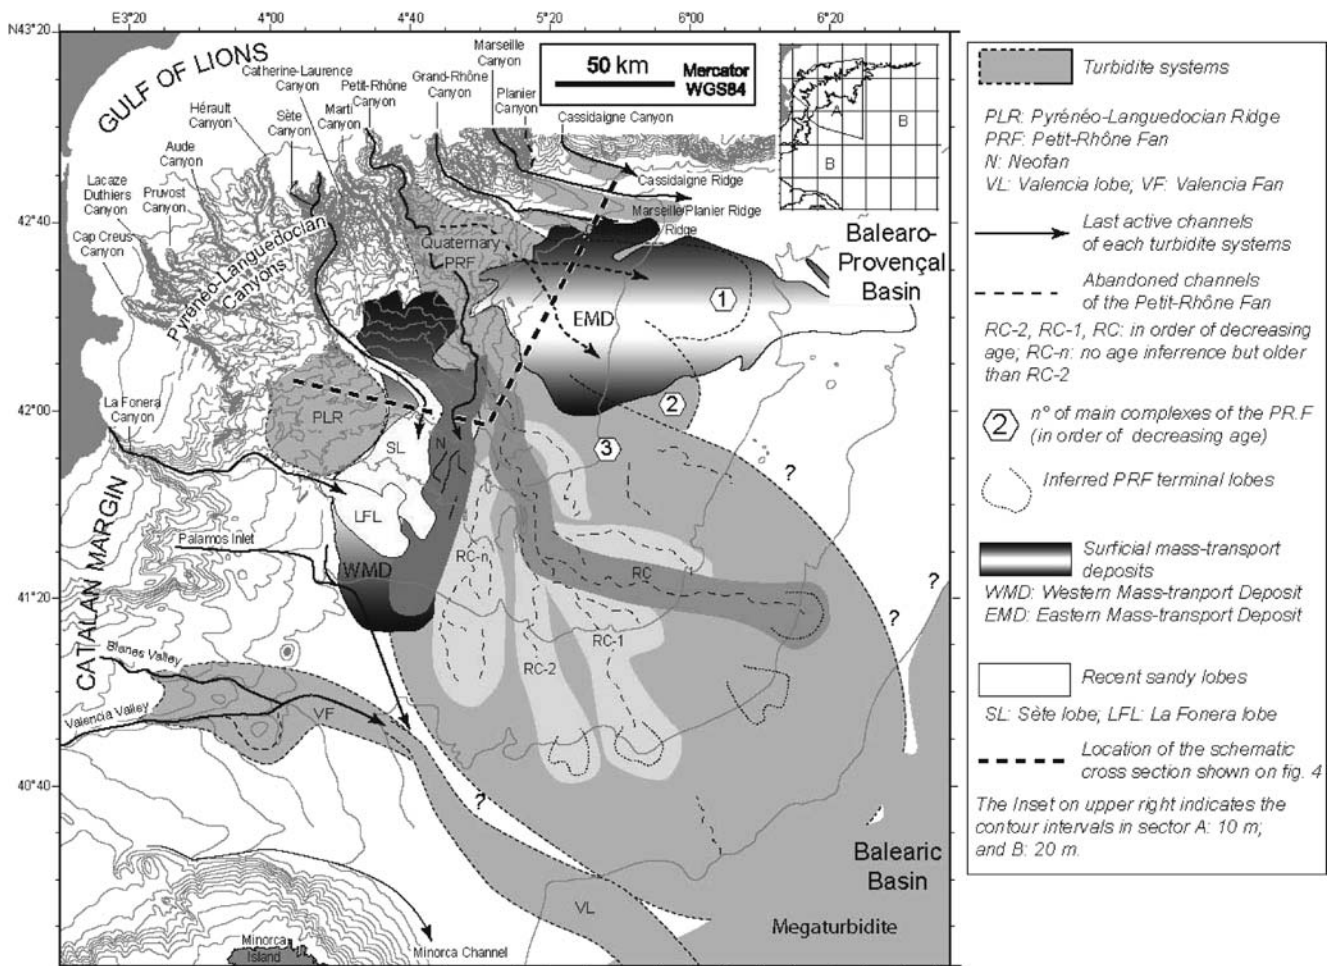 E3°20
4°00
4°40
5°20
6°00
6°20
N43°20
42°40
42°00
41°20
40°40
GULF OF LIONS
Catherine-Laurence
Canyon
Petit-Rhône
Canyon
Grand-Rhône
Canyon
Marseille
Canyon
Planier
Canyon
Cassidaigne Canyon
Marti
Canyon
Hérault
Canyon
Sète
Canyon
Aude
Canyon
Pruvost
Canyon
Lacaze
Duthiers
Canyon
Cap Creus
Canyon
Pyrénéo-Languedocian
Canyons
50 km
Mercator
WGS84
A
B
B
Cassidaigne Ridge
Marseille/Planier Ridge
Ridge
Quaternary
PRF
Balearo-
Provençal
Basin
EMD
1
2
3
PLR
La Fonera
Canyon
SL
N
LFL
CATALAN MARGIN
Palamos Inlet
WMD
RC-n
RC
RC-1
RC-2
?
?
?
?
Blanes Valley
Valencia Valley
VF
VL
Balearic
Basin
Megaturbidite
Minorca
Island
Minorca Channel
Turbidite systems
PLR: Pyrénéo-Languedocian Ridge
PRF: Petit-Rhône Fan
N: Neofan
VL: Valencia lobe; VF: Valencia Fan
Last active channels
of each turbidite systems
Abandoned channels
of the Petit-Rhône Fan
RC-2, RC-1, RC: in order of decreasing
age; RC-n: no age inferrence but older
than RC-2
2
n° of main complexes of the PR.F
(in order of decreasing age)
Inferred PRF terminal lobes
Surficial mass-transport
deposits
WMD: Western Mass-tranport Deposit
EMD: Eastern Mass-transport Deposit
Recent sandy lobes
SL: Sète lobe; LFL: La Fonera lobe
Location of the schematic
cross section shown on fig. 4
The Inset on upper right indicates the
contour intervals in sector A: 10 m;
and B: 20 m.